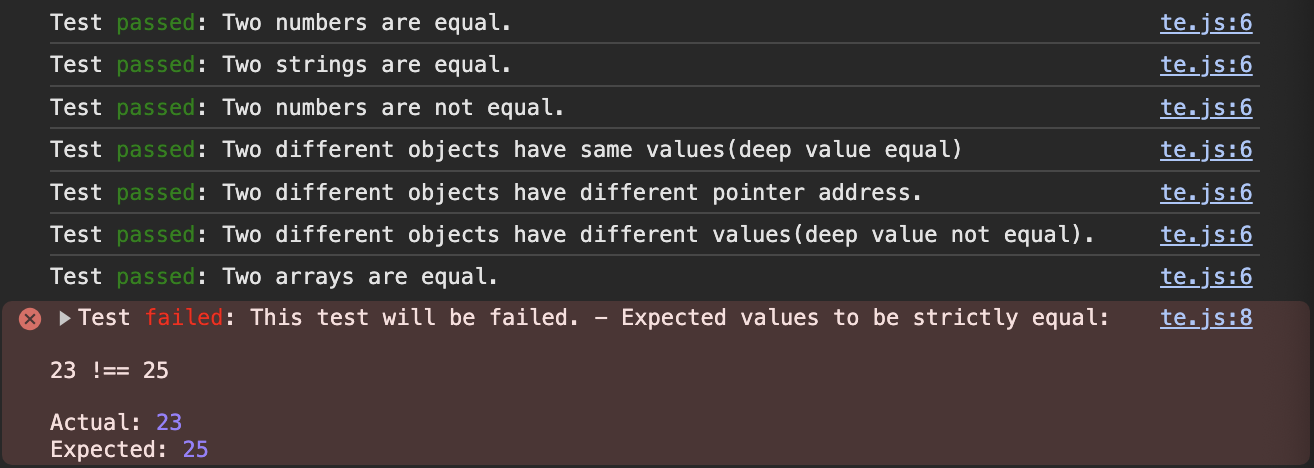 Test passed: Two numbers are equal. te.js:6
Test passed: Two strings are equal. te.js:6
Test passed: Two numbers are not equal. te.js:6
Test passed: Two different objects have same values(deep value equal) te.js:6
Test passed: Two different objects have different pointer address. te.js:6
Test passed: Two different objects have different values(deep value not equal). te.js:6
Test passed: Two arrays are equal. te.js:6
Test failed: This test will be failed. – Expected values to be strictly equal: te.js:8
23 !== 25
Actual: 23
Expected: 25